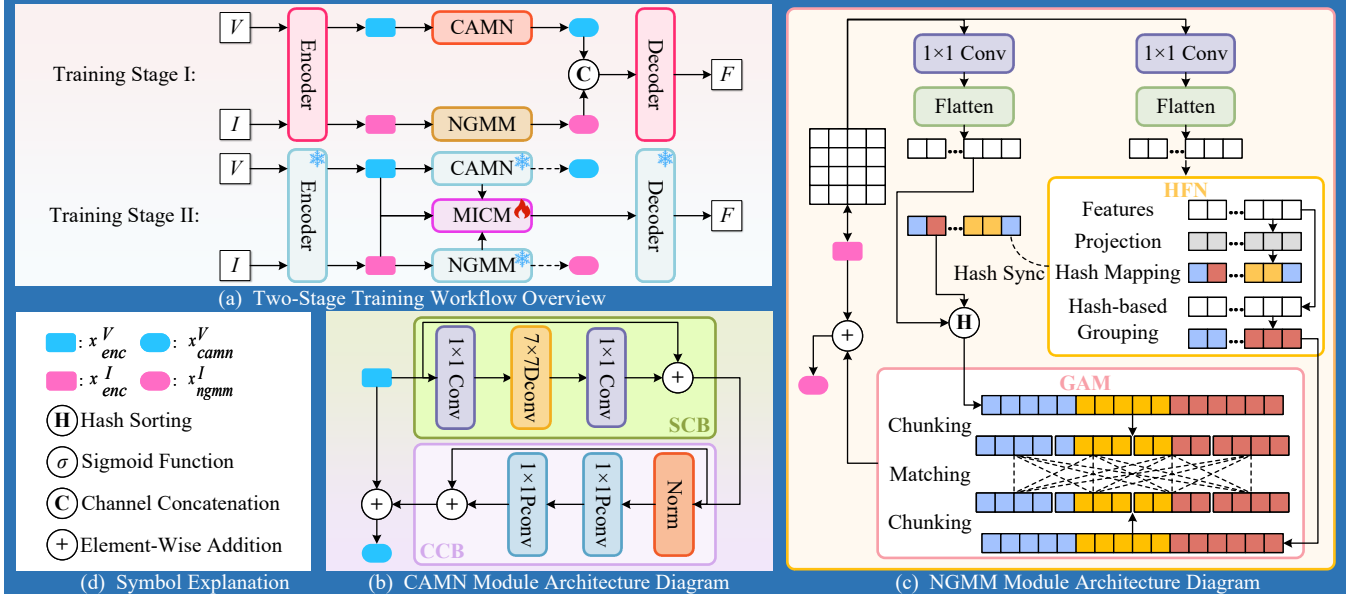 Training Stage I:
V
I
Encoder
CAMN
NGMM
C
Decoder
F
Training Stage II:
V
I
Encoder
CAMN
MICM
NGMM
Decoder
F
(a) Two-Stage Training Workflow Overview
: x^V_enc
: x^V_camn
: x^I_enc
: x^I_ngmm
H Hash Sorting
σ Sigmoid Function
C Channel Concatenation
+ Element-Wise Addition
(d) Symbol Explanation
1×1 Conv
7×7Dconv
1×1 Conv
+
SCB
+
+
1×1Pconv
1×1Pconv
Norm
CCB
(b) CAMN Module Architecture Diagram
1×1 Conv
1×1 Conv
Flatten
Flatten
HFN
Features
Projection
Hash Mapping
Hash-based
Grouping
Hash Sync
H
+
GAM
Chunking
Matching
Chunking
(c) NGMM Module Architecture Diagram